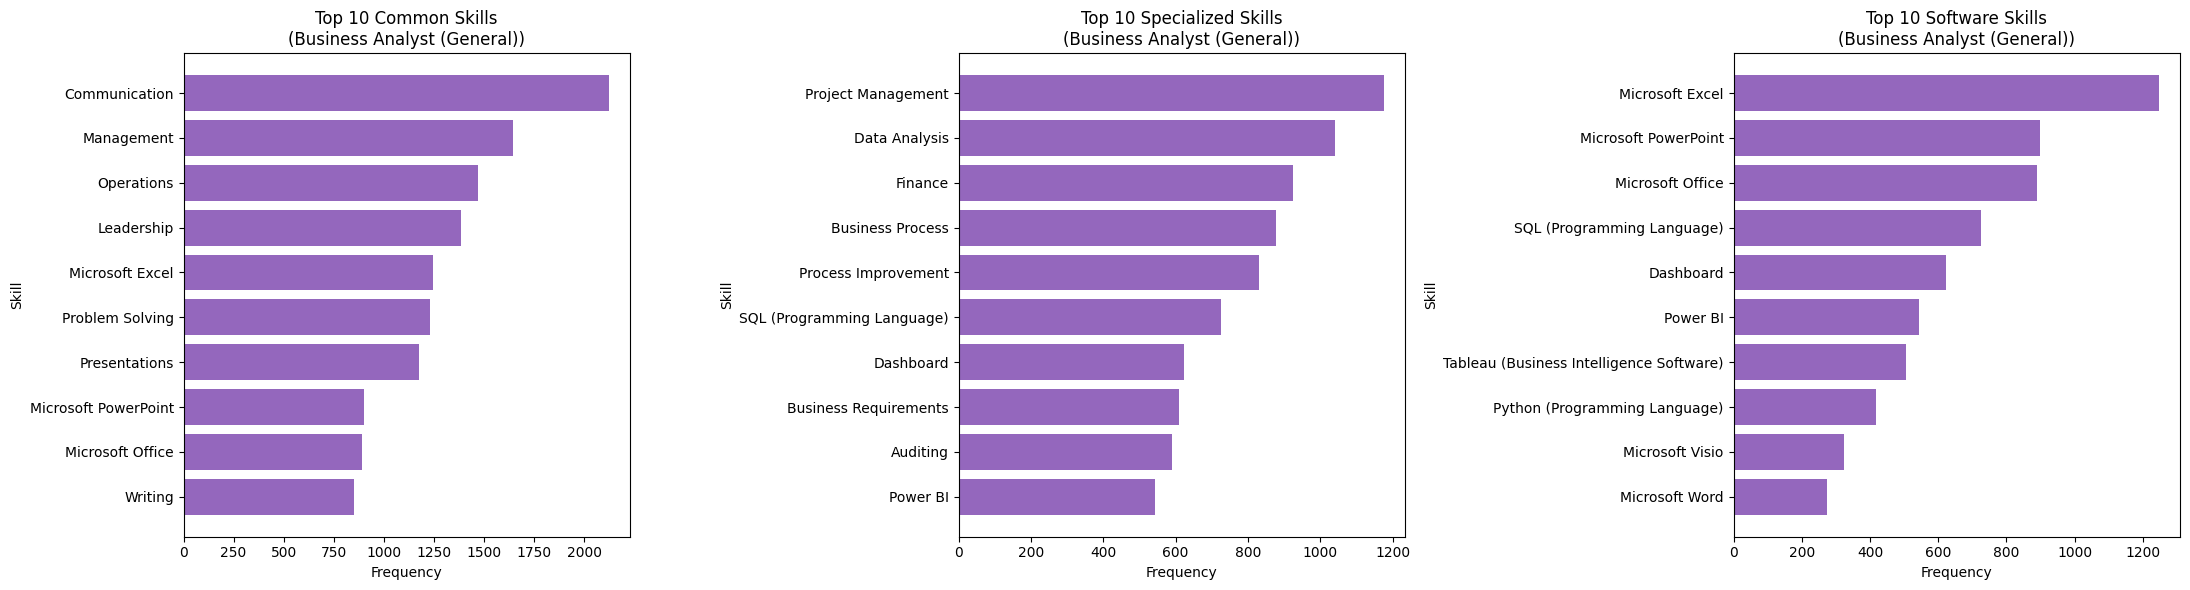 Top 10 Common Skills
(Business Analyst (General))
Skill
Communication
Management
Operations
Leadership
Microsoft Excel
Problem Solving
Presentations
Microsoft PowerPoint
Microsoft Office
Writing
0 250 500 750 1000 1250 1500 1750 2000
Frequency
Top 10 Specialized Skills
(Business Analyst (General))
Skill
Project Management
Data Analysis
Finance
Business Process
Process Improvement
SQL (Programming Language)
Dashboard
Business Requirements
Auditing
Power BI
0 200 400 600 800 1000 1200
Frequency
Top 10 Software Skills
(Business Analyst (General))
Skill
Microsoft Excel
Microsoft PowerPoint
Microsoft Office
SQL (Programming Language)
Dashboard
Power BI
Tableau (Business Intelligence Software)
Python (Programming Language)
Microsoft Visio
Microsoft Word
0 200 400 600 800 1000 1200
Frequency